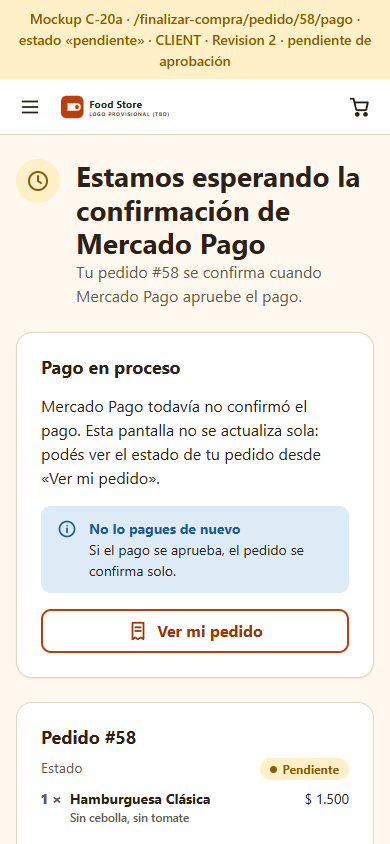 Mockup C-20a · /finalizar-compra/pedido/58/pago ·
estado «pendiente» · CLIENT · Revision 2 · pendiente de
aprobación
Food Store
LOGO PROVISIONAL (TBD)
Estamos esperando la
confirmación de
Mercado Pago
Tu pedido #58 se confirma cuando
Mercado Pago apruebe el pago.
Pago en proceso
Mercado Pago todavía no confirmó el
pago. Esta pantalla no se actualiza sola:
podés ver el estado de tu pedido desde
«Ver mi pedido».
No lo pagues de nuevo
Si el pago se aprueba, el pedido se
confirma solo.
Ver mi pedido
Pedido #58
Estado
Pendiente
1 × Hamburguesa Clásica $ 1.500
Sin cebolla, sin tomate